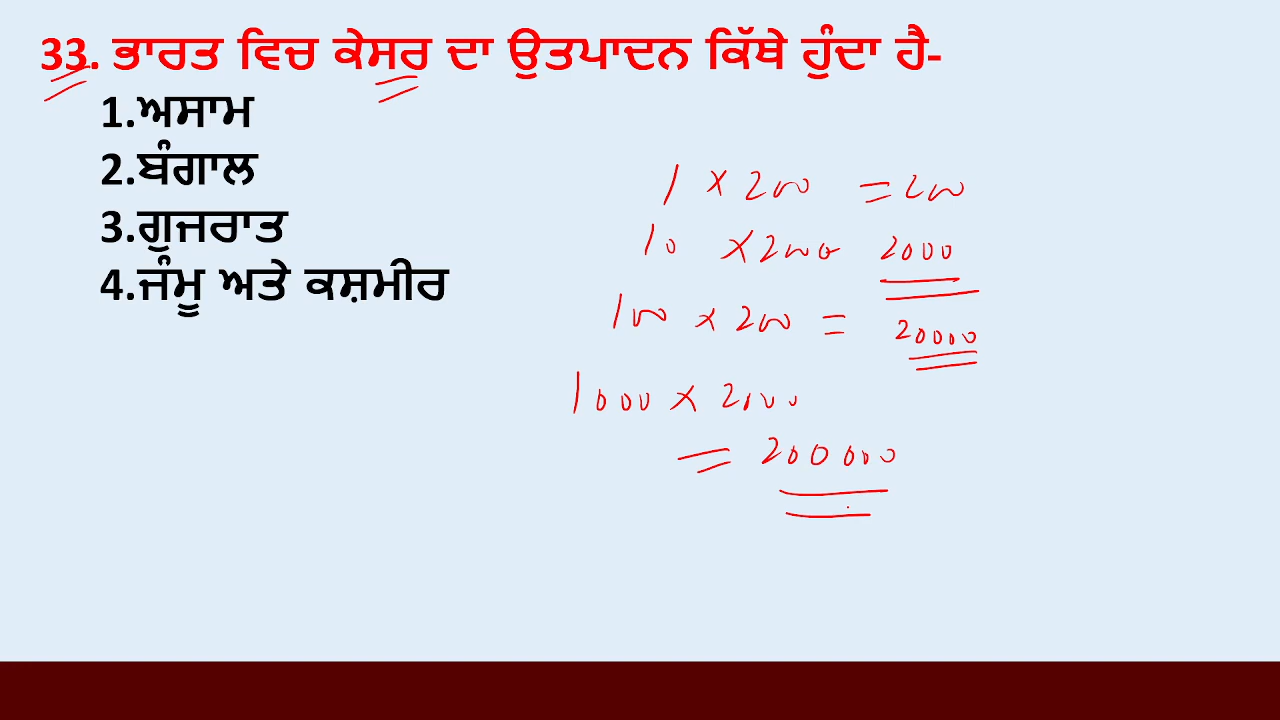 33. ਭਾਰਤ ਵਿਚ ਕੇਸਰ ਦਾ ਉਤਪਾਦਨ ਕਿੱਥੇ ਹੁੰਦਾ ਹੈ-
1.ਅਸਾਮ
2.ਬੰਗਾਲ
3.ਗੁਜਰਾਤ
4.ਜੰਮੂ ਅਤੇ ਕਸ਼ਮੀਰ
1 × 200 = 200
10 × 200 2000
100 × 200 = 20000
1000 × 2000
= 200000